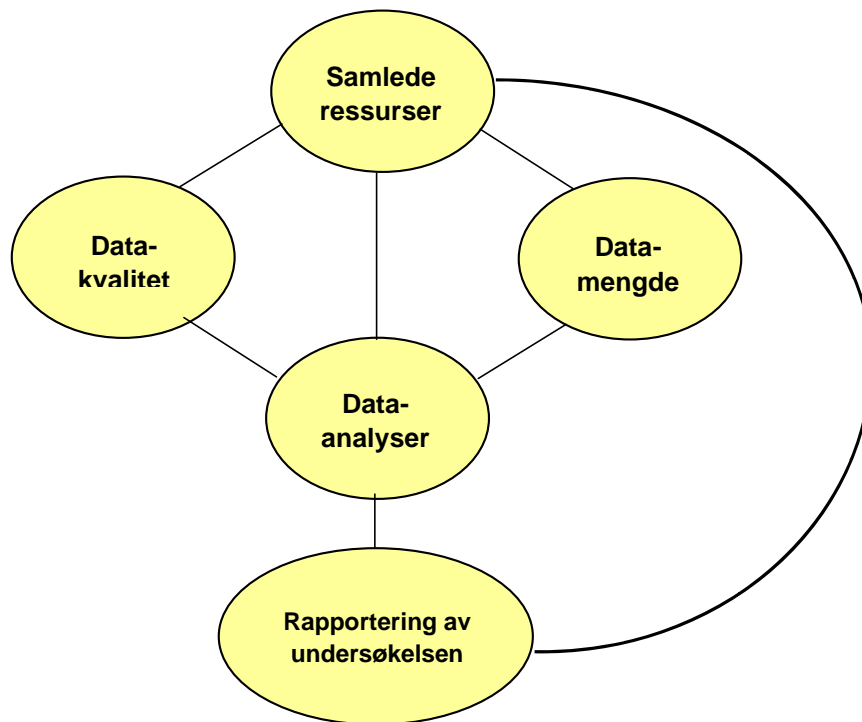 Samlede
ressurser
Data-
kvalitet
Data-
mengde
Data-
analyser
Rapportering av
undersøkelsen